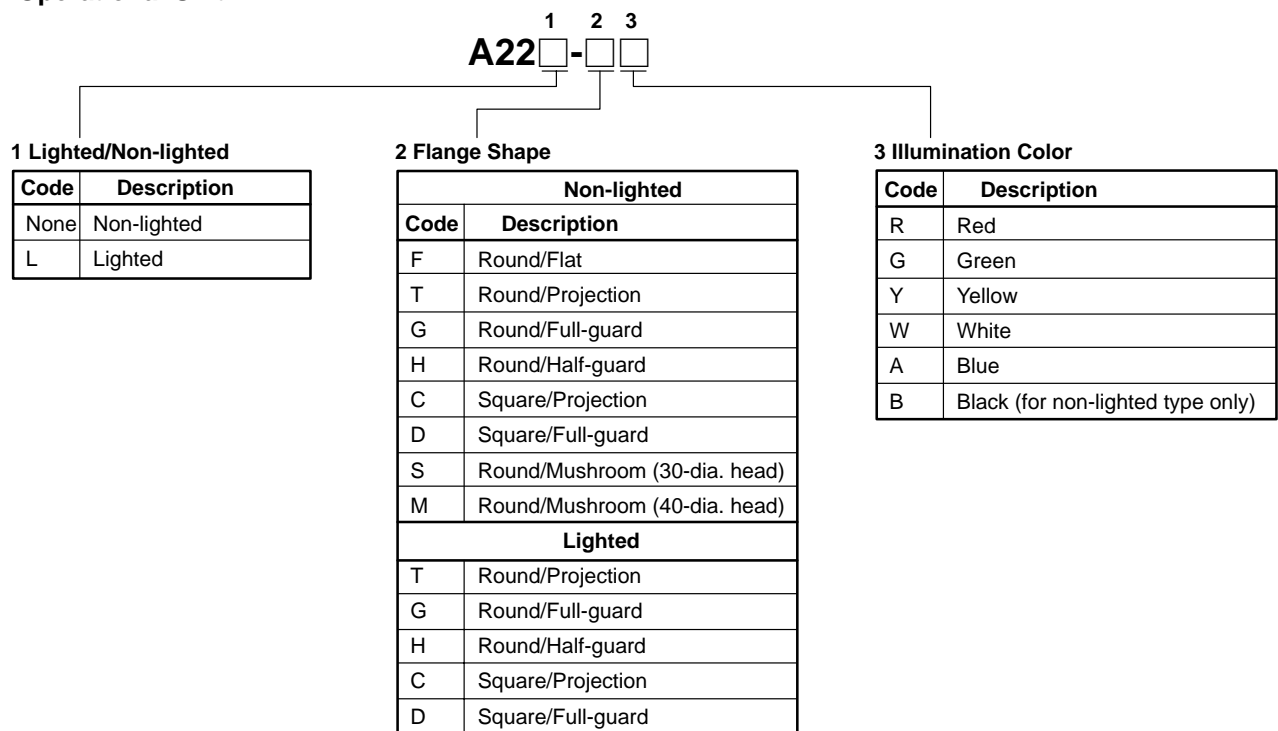 1 2 3
A22□-□□
1 Lighted/Non-lighted
Code Description
None Non-lighted
L Lighted
2 Flange Shape
Non-lighted
Code Description
F Round/Flat
T Round/Projection
G Round/Full-guard
H Round/Half-guard
C Square/Projection
D Square/Full-guard
S Round/Mushroom (30-dia. head)
M Round/Mushroom (40-dia. head)
Lighted
T Round/Projection
G Round/Full-guard
H Round/Half-guard
C Square/Projection
D Square/Full-guard
3 Illumination Color
Code Description
R Red
G Green
Y Yellow
W White
A Blue
B Black (for non-lighted type only)